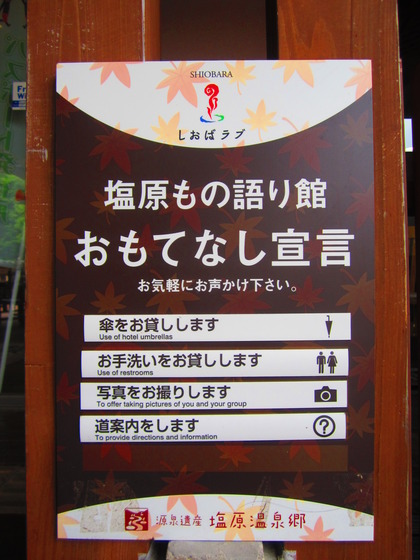 SHIOBARA
しおばラブ
塩原もの語り館
おもてなし宣言
お気軽にお声かけ下さい。
傘をお貸しします
Use of hotel umbrellas
お手洗いをお貸しします
Use of restrooms
写真をお撮りします
To offer taking pictures of you and your group
道案内をします
To provide directions and information
源泉遺産 塩原温泉郷